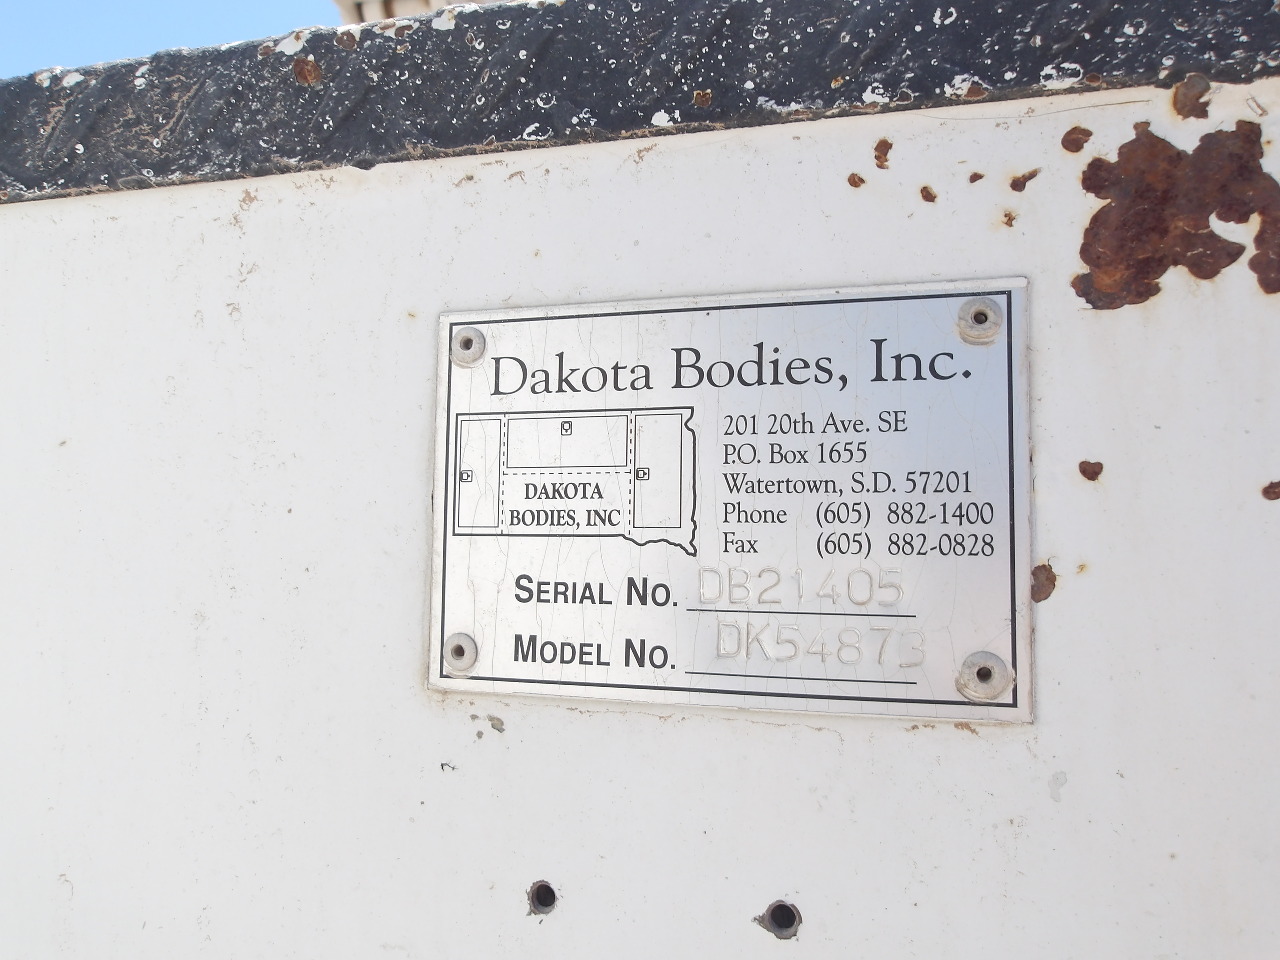 Dakota Bodies, Inc.
DAKOTA
BODIES, INC
201 20th Ave. SE
P.O. Box 1655
Watertown, S.D. 57201
Phone (605) 882-1400
Fax (605) 882-0828
SERIAL NO. DB21405
MODEL NO. DK54873